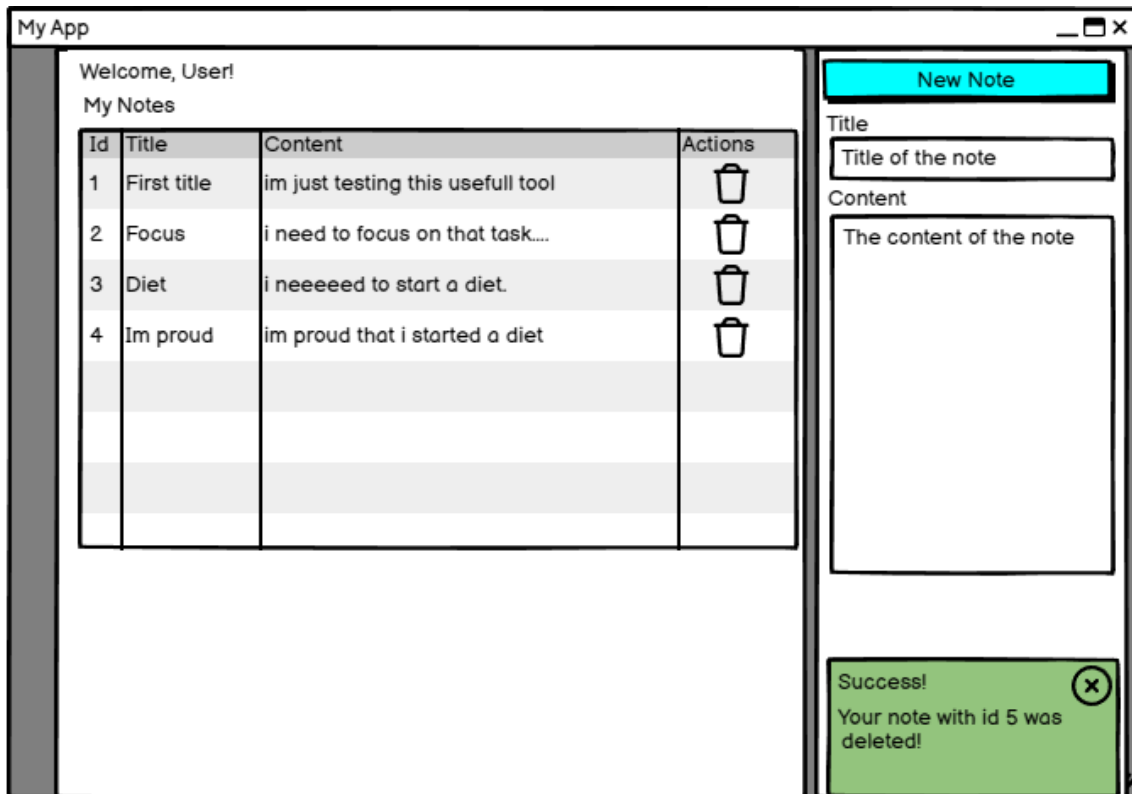 My App
Welcome, User!
My Notes
Id Title Content Actions
1 First title im just testing this usefull tool
2 Focus i need to focus on that task....
3 Diet i neeeeed to start a diet.
4 Im proud im proud that i started a diet
New Note
Title
Title of the note
Content
The content of the note
Success!
Your note with id 5 was
deleted!